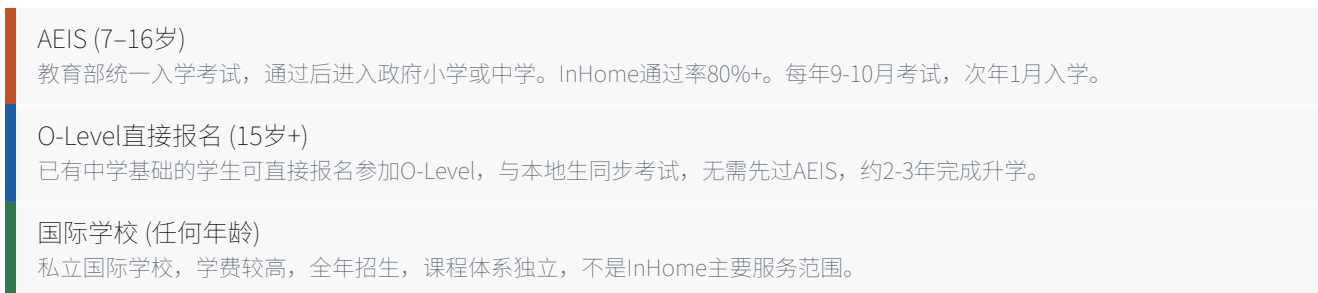 AEIS (7–16岁)
教育部统一入学考试，通过后进入政府小学或中学。InHome通过率80%+。每年9-10月考试，次年1月入学。
O-Level直接报名 (15岁+)
已有中学基础的学生可直接报名参加O-Level，与本地生同步考试，无需先过AEIS，约2-3年完成升学。
国际学校 (任何年龄)
私立国际学校，学费较高，全年招生，课程体系独立，不是InHome主要服务范围。